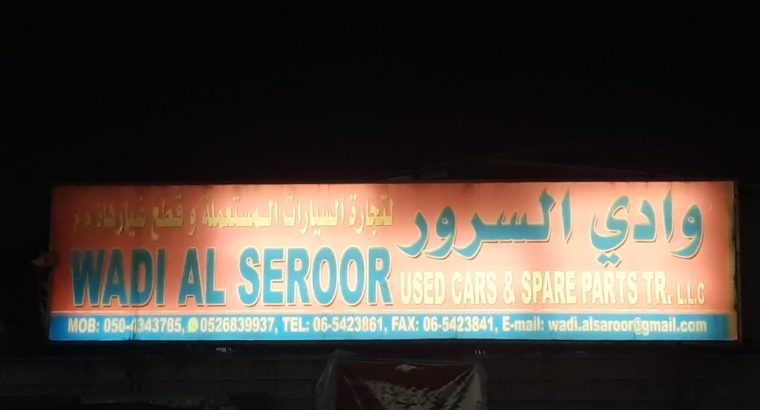 وادي السرور لتجارة السيارات المستعملة و قطع غيارها ذ م م
WADI AL SEROOR USED CARS & SPARE PARTS TR. L.L.C
MOB: 050-4343785, 0526839937, TEL: 06-5423861, FAX: 06-5423841, E-mail: wadi.alsaroor@gmail.com